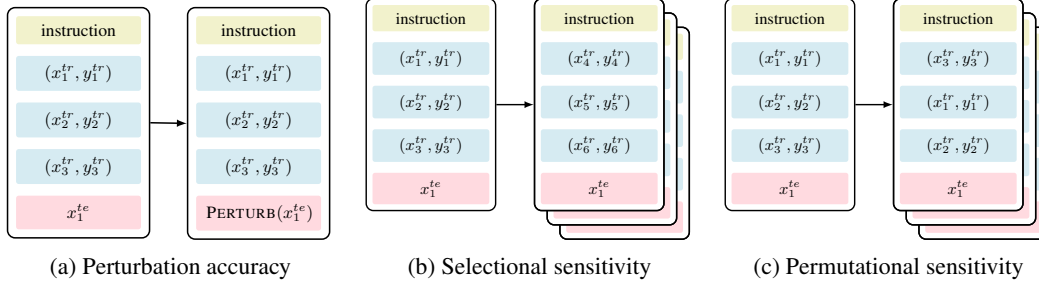 instruction
(x_1^{tr}, y_1^{tr})
(x_2^{tr}, y_2^{tr})
(x_3^{tr}, y_3^{tr})
x_1^{te}
instruction
(x_1^{tr}, y_1^{tr})
(x_2^{tr}, y_2^{tr})
(x_3^{tr}, y_3^{tr})
PERTURB(x_1^{te})
(a) Perturbation accuracy
instruction
(x_1^{tr}, y_1^{tr})
(x_2^{tr}, y_2^{tr})
(x_3^{tr}, y_3^{tr})
x_1^{te}
instruction
(x_4^{tr}, y_4^{tr})
(x_5^{tr}, y_5^{tr})
(x_6^{tr}, y_6^{tr})
x_1^{te}
(b) Selectional sensitivity
instruction
(x_1^{tr}, y_1^{tr})
(x_2^{tr}, y_2^{tr})
(x_3^{tr}, y_3^{tr})
x_1^{te}
instruction
(x_3^{tr}, y_3^{tr})
(x_1^{tr}, y_1^{tr})
(x_2^{tr}, y_2^{tr})
x_1^{te}
(c) Permutational sensitivity